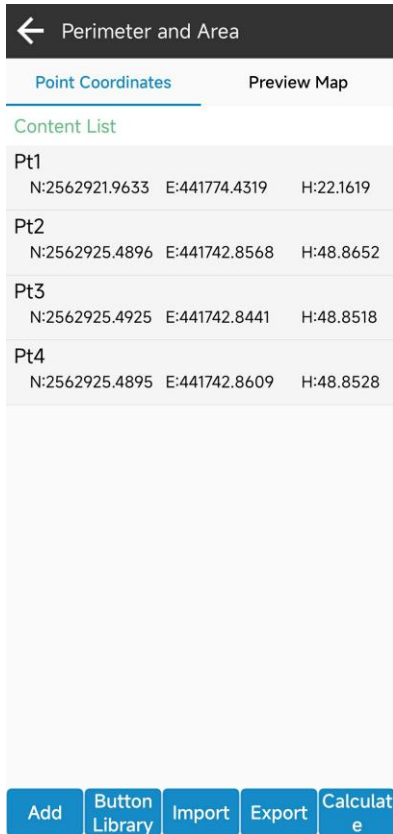 Perimeter and Area
Point Coordinates Preview Map
Content List
Pt1
N:2562921.9633 E:441774.4319 H:22.1619
Pt2
N:2562925.4896 E:441742.8568 H:48.8652
Pt3
N:2562925.4925 E:441742.8441 H:48.8518
Pt4
N:2562925.4895 E:441742.8609 H:48.8528
Add Button Library Import Export Calculate